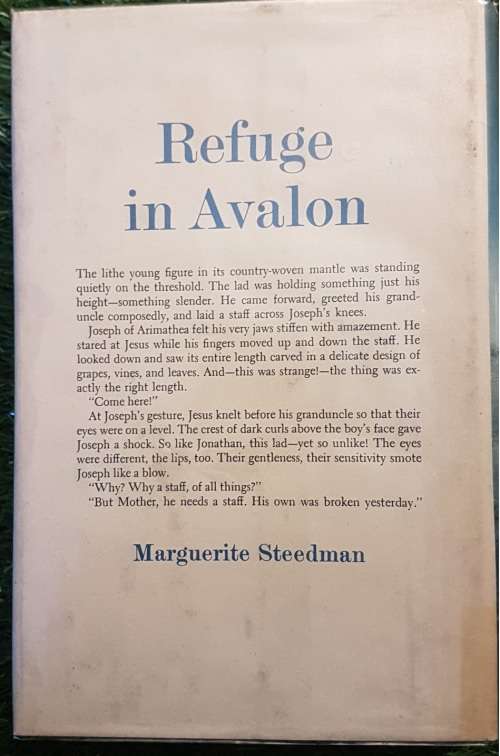 Refuge
in Avalon
The lithe young figure in its country-woven mantle was standing
quietly on the threshold. The lad was holding something just his
height—something slender. He came forward, greeted his grand-
uncle composedly, and laid a staff across Joseph's knees.
Joseph of Arimathea felt his very jaws stiffen with amazement. He
stared at Jesus while his fingers moved up and down the staff. He
looked down and saw its entire length carved in a delicate design of
grapes, vines, and leaves. And—this was strange!—the thing was ex-
actly the right length.
"Come here!"
At Joseph's gesture, Jesus knelt before his granduncle so that their
eyes were on a level. The crest of dark curls above the boy's face gave
Joseph a shock. So like Jonathan, this lad—yet so unlike! The eyes
were different, the lips, too. Their gentleness, their sensitivity smote
Joseph like a blow.
"Why? Why a staff, of all things?"
"But Mother, he needs a staff. His own was broken yesterday."
Marguerite Steedman